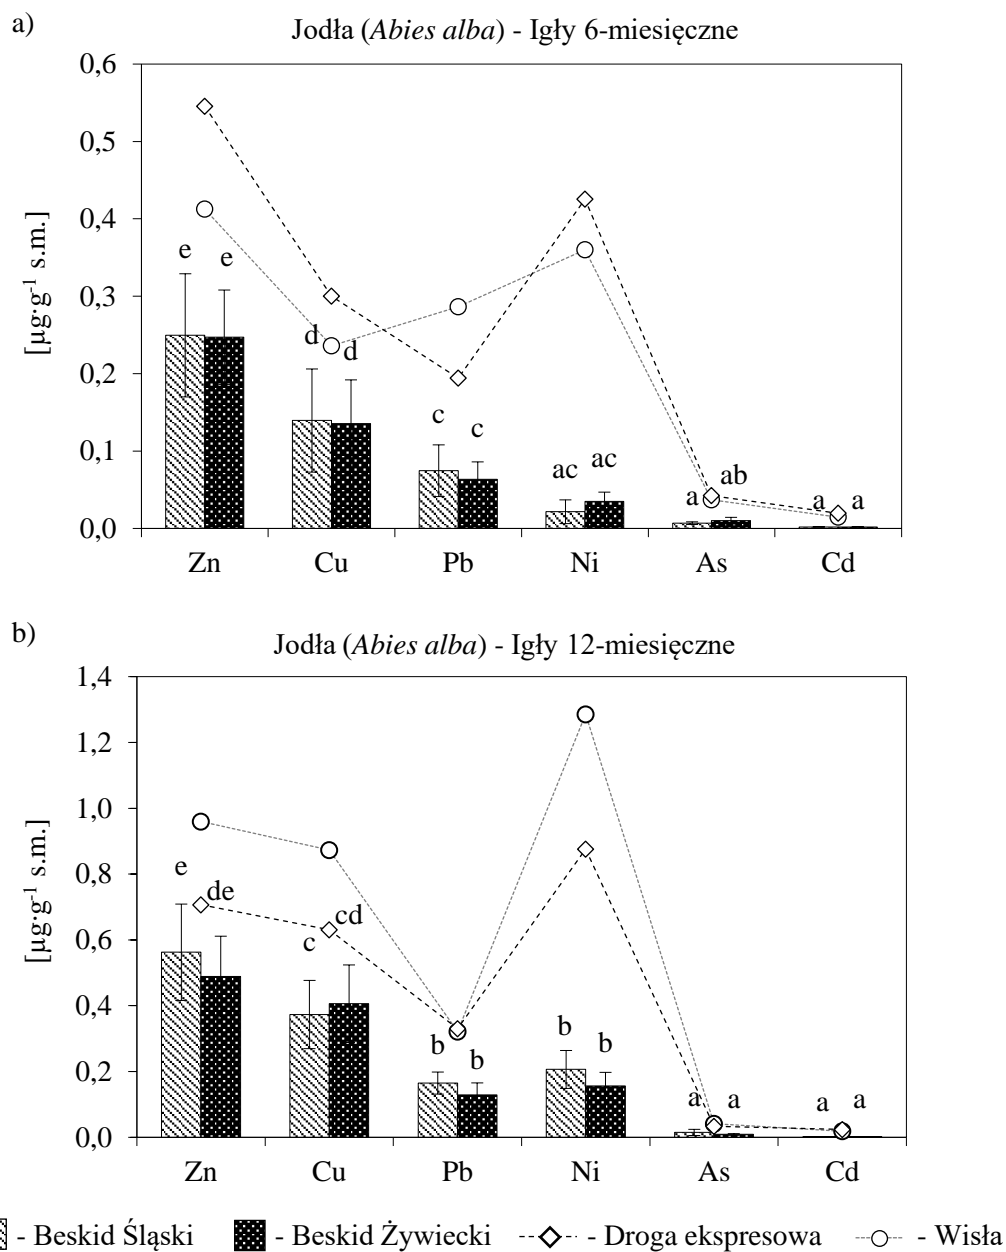 a)
Jodła (Abies alba) - Igły 6-miesięczne
0,6
0,5
0,4
0,3
0,2
0,1
0,0
[µg·g-1 s.m.]
e e
d d
c c
ac ac
a ab
a a
Zn Cu Pb Ni As Cd
b)
Jodła (Abies alba) - Igły 12-miesięczne
1,4
1,2
1,0
0,8
0,6
0,4
0,2
0,0
[µg·g-1 s.m.]
e de
c cd
b b
b b
a a
a a
Zn Cu Pb Ni As Cd
- Beskid Śląski - Beskid Żywiecki - Droga ekspresowa - Wisła